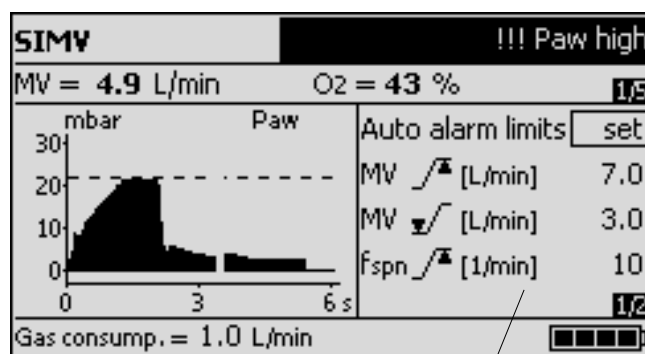 SIMV !!! Paw high
MV = 4.9 L/min O2 = 43 % 1/5
mbar Paw
30
20
10
0
0 3 6 s
Auto alarm limits set
MV [L/min] 7.0
MV [L/min] 3.0
fspn [1/min] 10
1/2
Gas consump. = 1.0 L/min